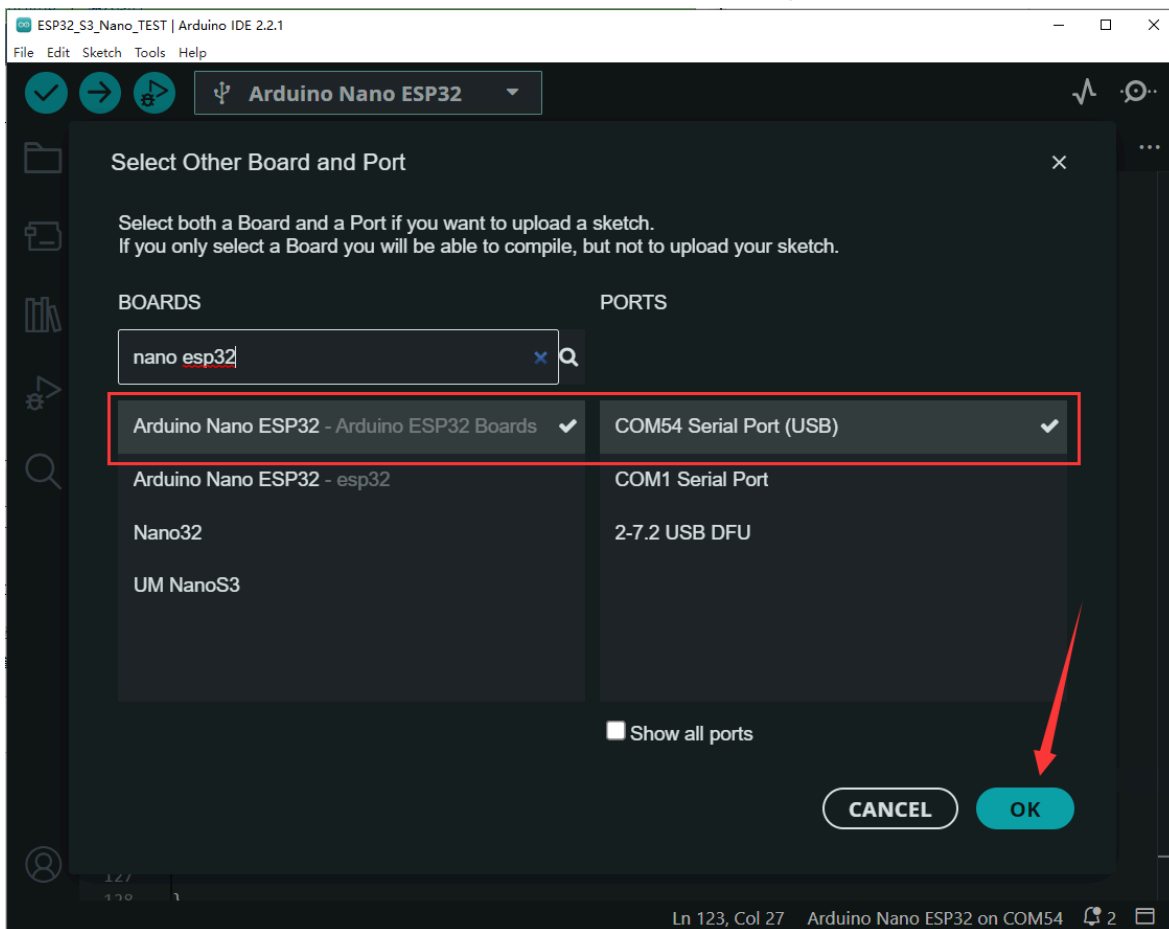 ESP32_S3_Nano_TEST | Arduino IDE 2.2.1
File Edit Sketch Tools Help
Arduino Nano ESP32
Select Other Board and Port
Select both a Board and a Port if you want to upload a sketch.
If you only select a Board you will be able to compile, but not to upload your sketch.
BOARDS
PORTS
nano esp32
Arduino Nano ESP32 - Arduino ESP32 Boards
COM54 Serial Port (USB)
Arduino Nano ESP32 - esp32
COM1 Serial Port
Nano32
2-7.2 USB DFU
UM NanoS3
Show all ports
CANCEL
OK
127
128 }
Ln 123, Col 27 Arduino Nano ESP32 on COM54 2